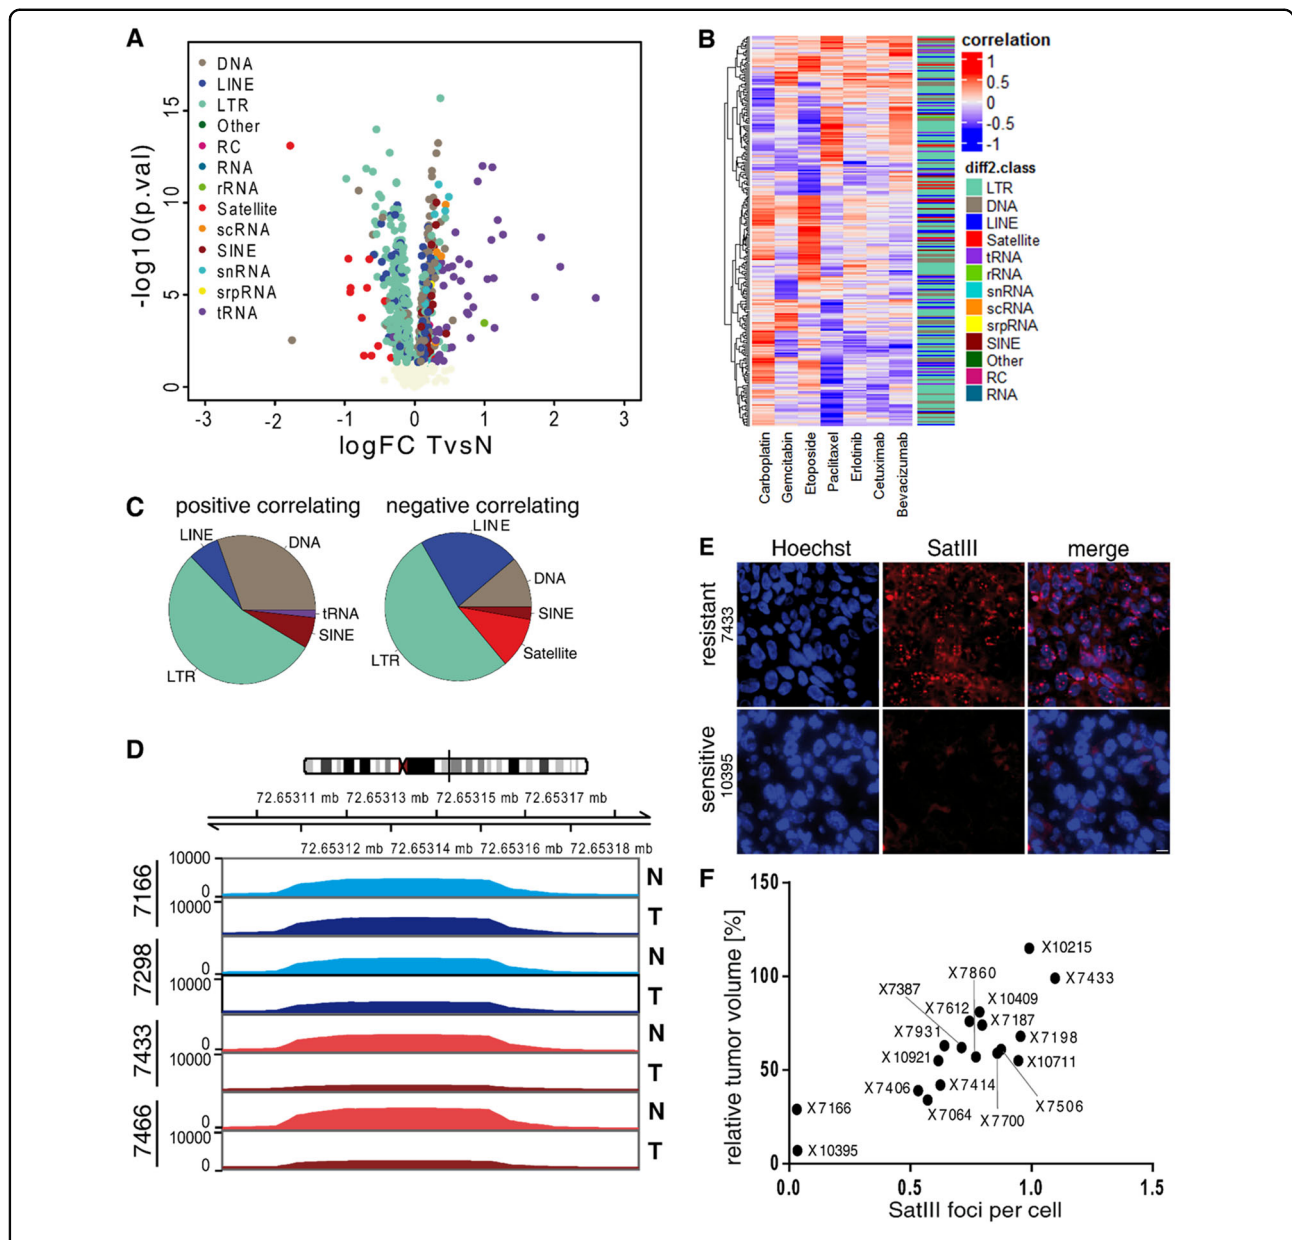 A
DNA
LINE
LTR
Other
RC
RNA
rRNA
Satellite
scRNA
SINE
snRNA
srpRNA
tRNA
-log10(p.val)
15
10
5
0
-3
-2
-1
0
1
2
3
logFC TvsN
B
correlation
1
0.5
0
-0.5
-1
diff2.class
LTR
DNA
LINE
Satellite
tRNA
rRNA
snRNA
scRNA
srpRNA
SINE
Other
RC
RNA
Carboplatin
Gemcitabin
Etoposide
Paclitaxel
Erlotinib
Cetuximab
Bevacizumab
C
positive correlating
LINE
DNA
tRNA
SINE
LTR
negative correlating
LINE
DNA
SINE
Satellite
LTR
D
72.65311 mb 72.65313 mb 72.65315 mb 72.65317 mb
72.65312 mb 72.65314 mb 72.65316 mb 72.65318 mb
7166
10000
0
N
10000
0
T
7298
0
N
10000
0
T
7433
0
N
10000
0
T
7466
0
N
10000
0
T
E
Hoechst
SatIII
merge
resistant
7433
sensitive
10395
F
relative tumor volume [%]
150
100
50
0
0.0
0.5
1.0
1.5
SatIII foci per cell
X10215
X7433
X7860
X7387
X10409
X7612
X7187
X7931
X7198
X10921
X10711
X7406
X7414
X7064
X7700
X7506
X7166
X10395